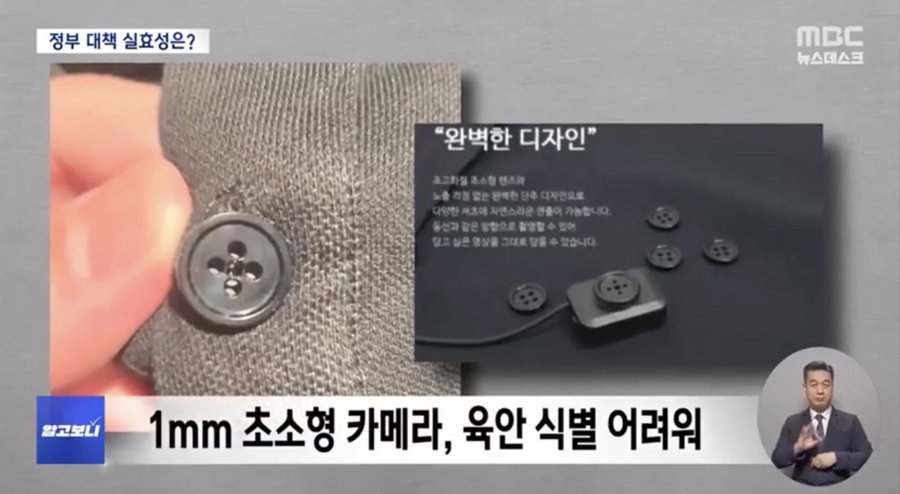 정부 대책 실효성은?
MBC
뉴스데스크
“완벽한 디자인”
초고화질 초소형 렌즈와
노출 걱정 없는 완벽한 단추 디자인으로
다양한 셔츠에 자연스러운 연출이 가능합니다.
동선과 같은 방향으로 촬영할 수 있어
담고 싶은 영상을 그대로 담을 수 있습니다.
알고보니
1mm 초소형 카메라, 육안 식별 어려워